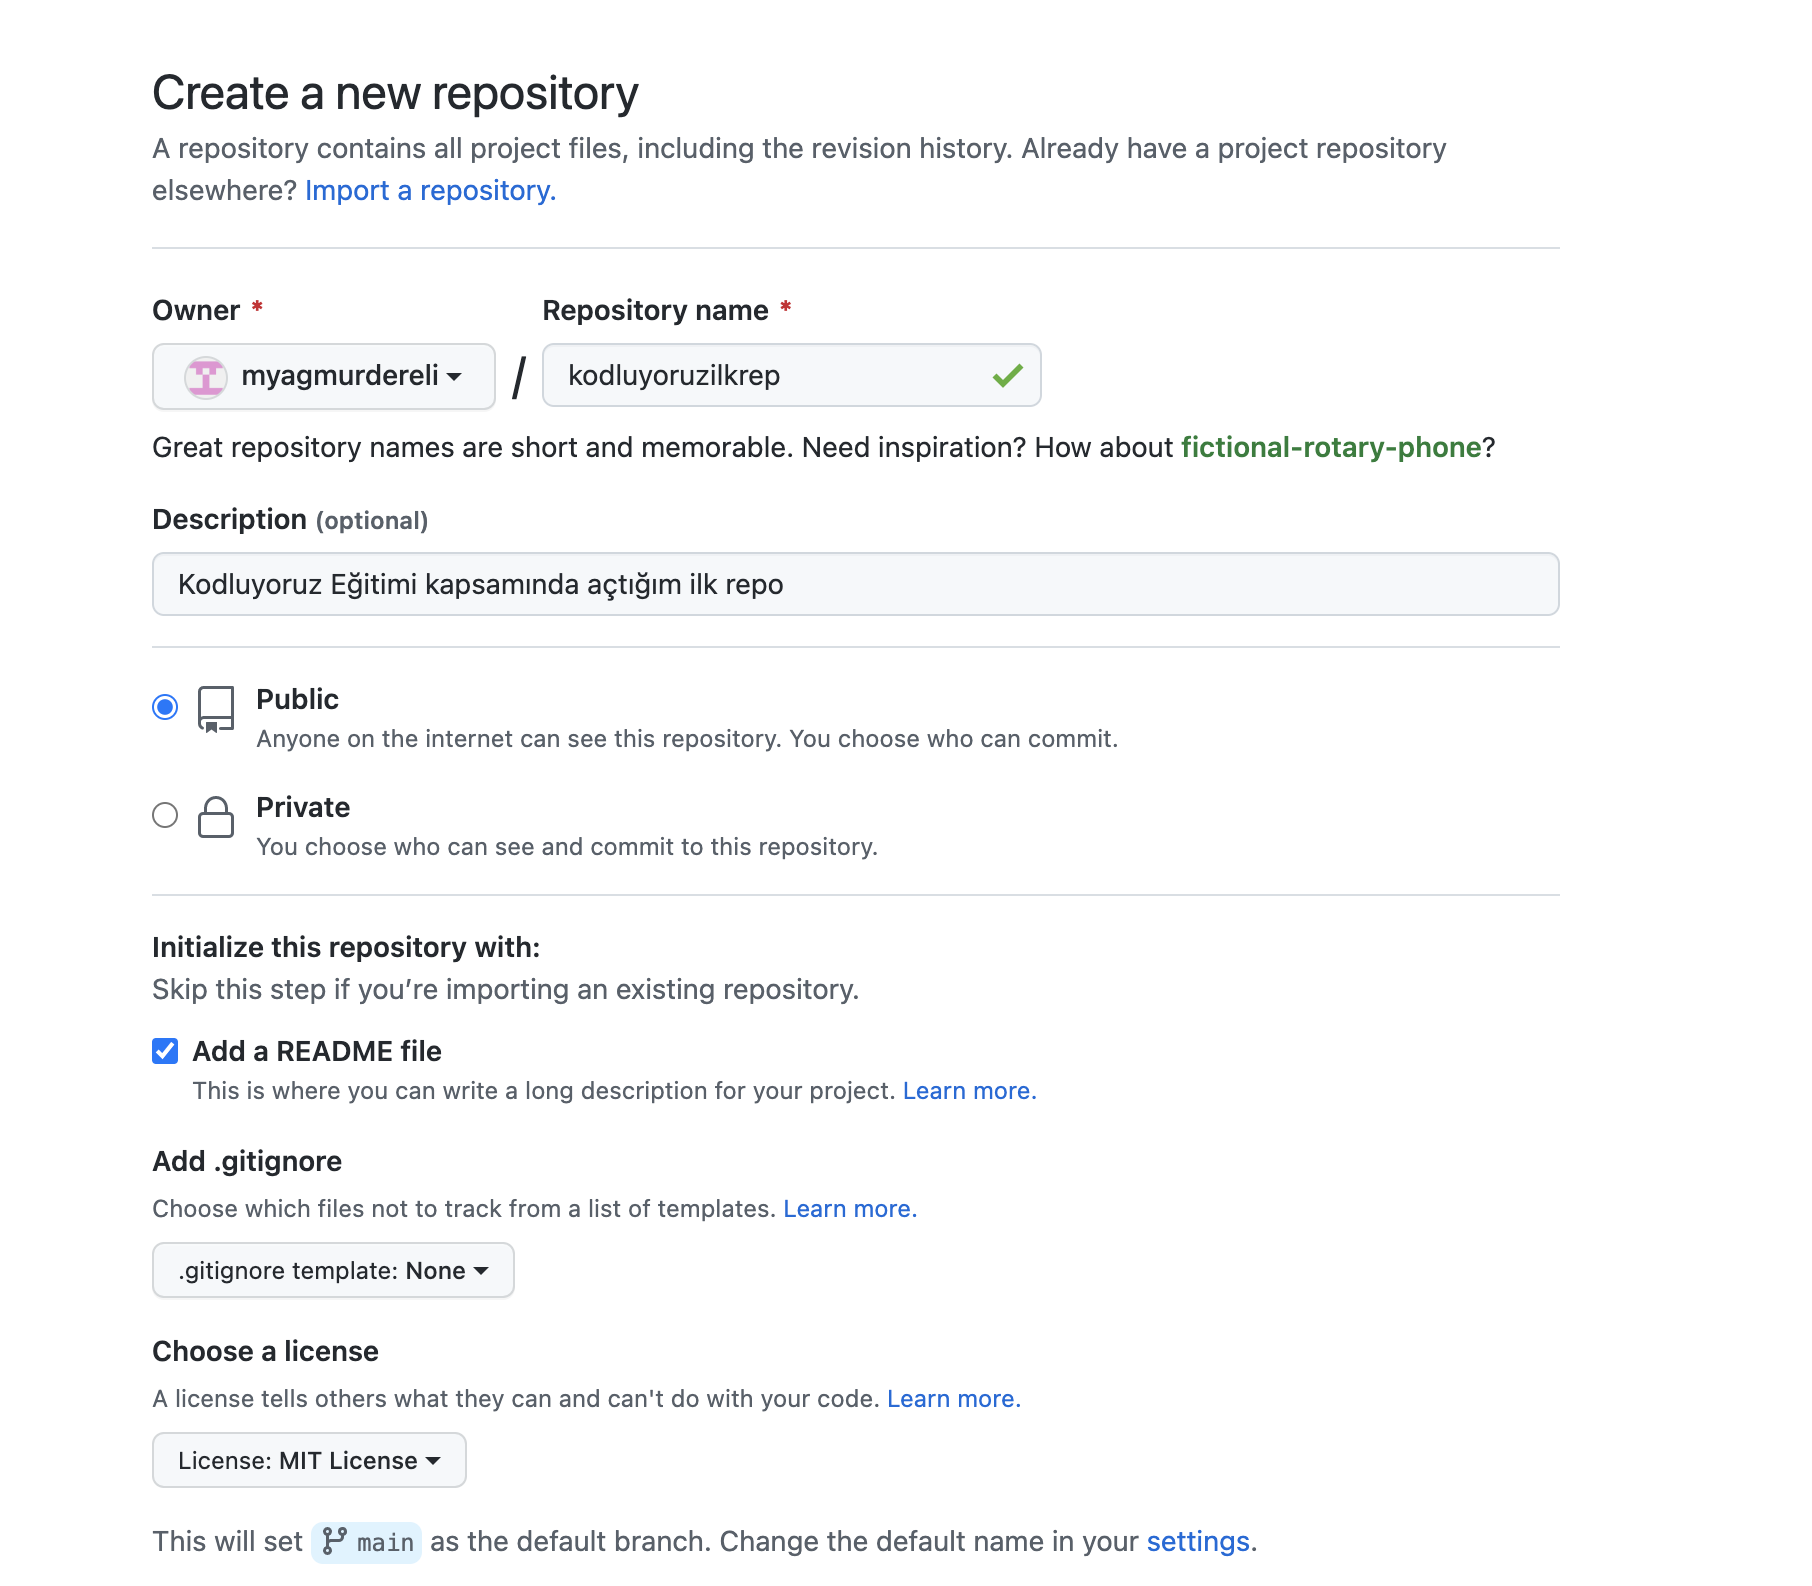 Create a new repository
A repository contains all project files, including the revision history. Already have a project repository
elsewhere? Import a repository.
Owner * Repository name *
myagmurdereli / kodluyoruzilkrep
Great repository names are short and memorable. Need inspiration? How about fictional-rotary-phone?
Description (optional)
Kodluyoruz Eğitimi kapsamında açtığım ilk repo
Public
Anyone on the internet can see this repository. You choose who can commit.
Private
You choose who can see and commit to this repository.
Initialize this repository with:
Skip this step if you’re importing an existing repository.
Add a README file
This is where you can write a long description for your project. Learn more.
Add .gitignore
Choose which files not to track from a list of templates. Learn more.
.gitignore template: None
Choose a license
A license tells others what they can and can't do with your code. Learn more.
License: MIT License
This will set main as the default branch. Change the default name in your settings.